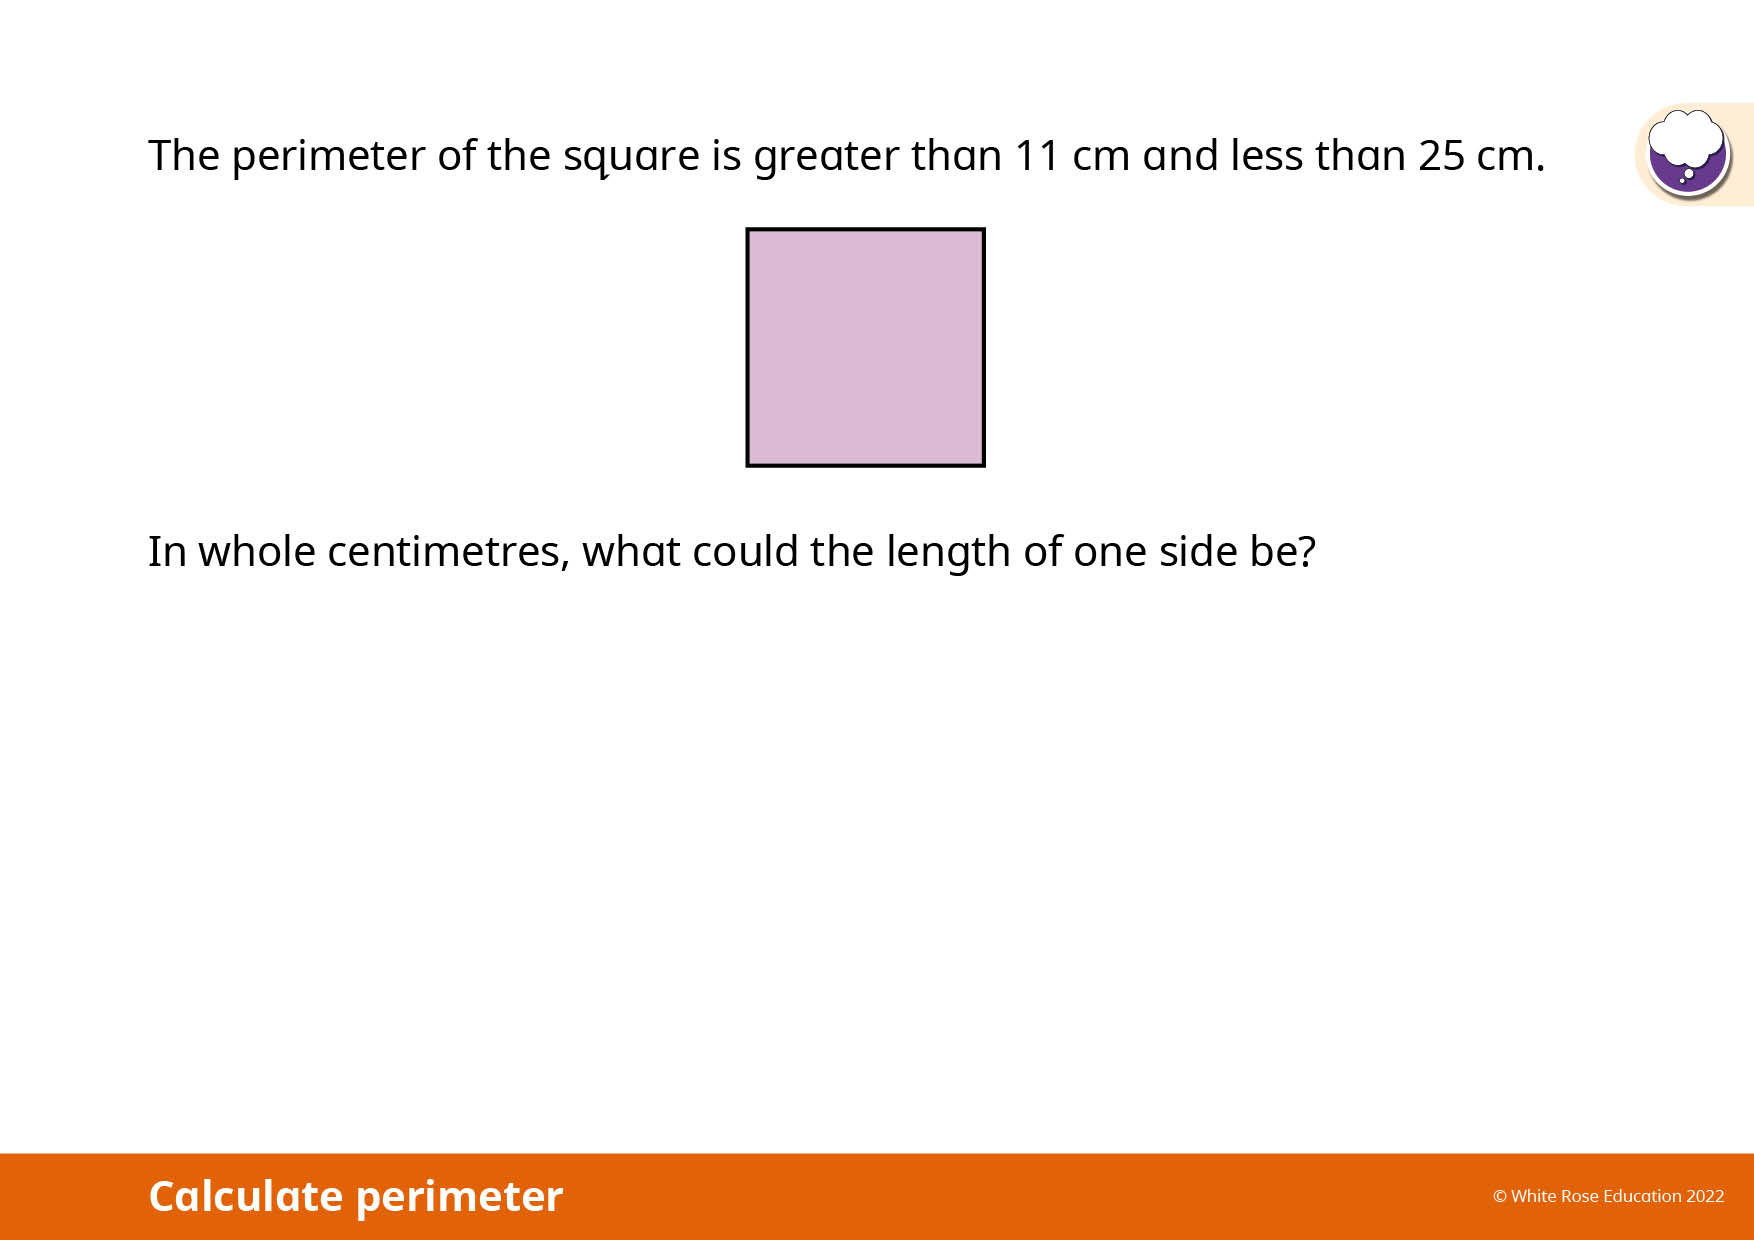 The perimeter of the square is greater than 11 cm and less than 25 cm.
In whole centimetres, what could the length of one side be?
Calculate perimeter
© White Rose Education 2022